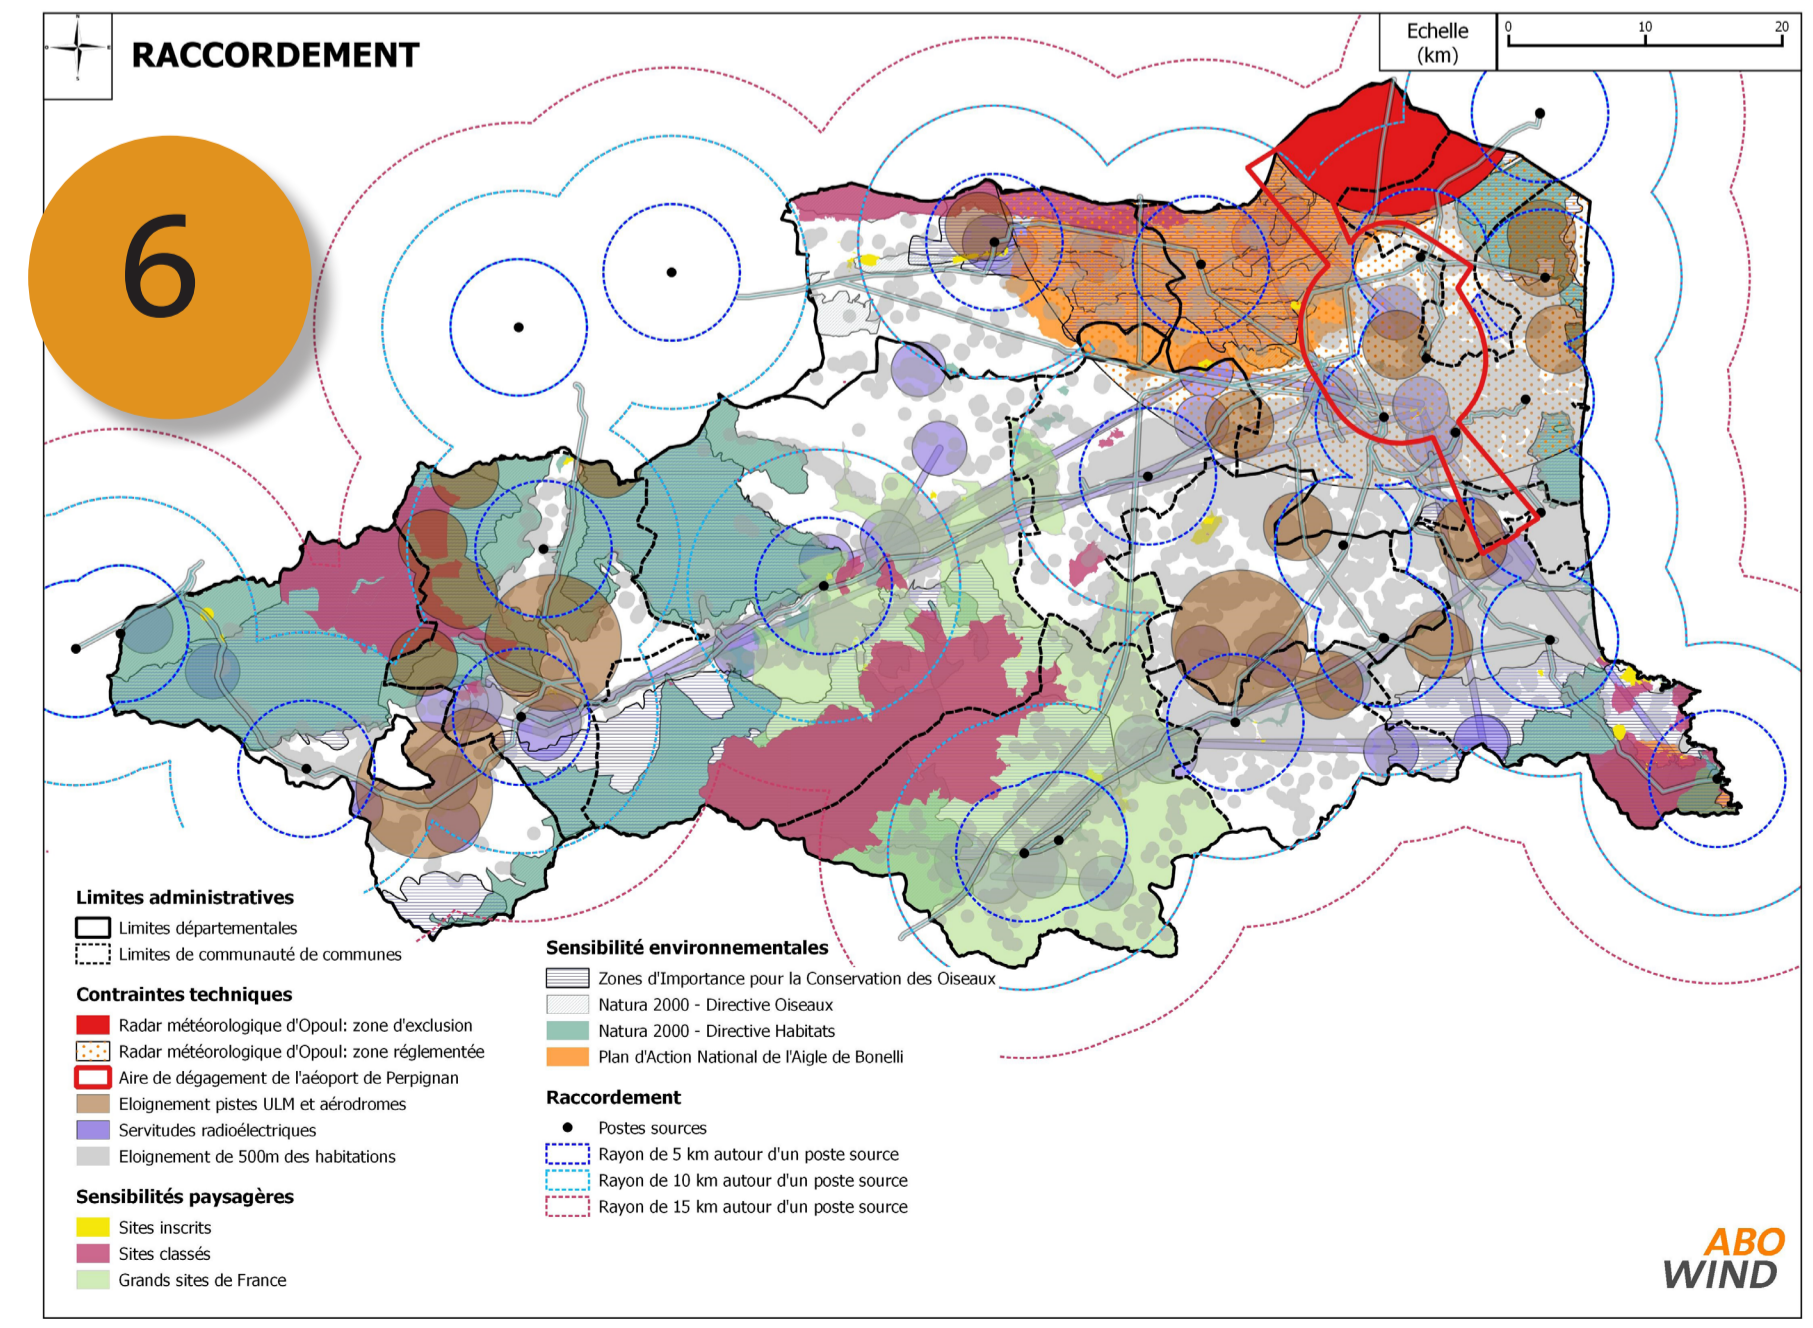 N
O
E
S
RACCORDEMENT
Echelle
(km)
0
10
20
6
Limites administratives
Limites départementales
Limites de communauté de communes
Contraintes techniques
Radar météorologique d'Opoul: zone d'exclusion
Radar météorologique d'Opoul: zone réglementée
Aire de dégagement de l'aéoport de Perpignan
Eloignement pistes ULM et aérodromes
Servitudes radioélectriques
Eloignement de 500m des habitations
Sensibilités paysagères
Sites inscrits
Sites classés
Grands sites de France
Sensibilité environnementales
Zones d'Importance pour la Conservation des Oiseaux
Natura 2000 - Directive Oiseaux
Natura 2000 - Directive Habitats
Plan d'Action National de l'Aigle de Bonelli
Raccordement
Postes sources
Rayon de 5 km autour d'un poste source
Rayon de 10 km autour d'un poste source
Rayon de 15 km autour d'un poste source
ABO
WIND